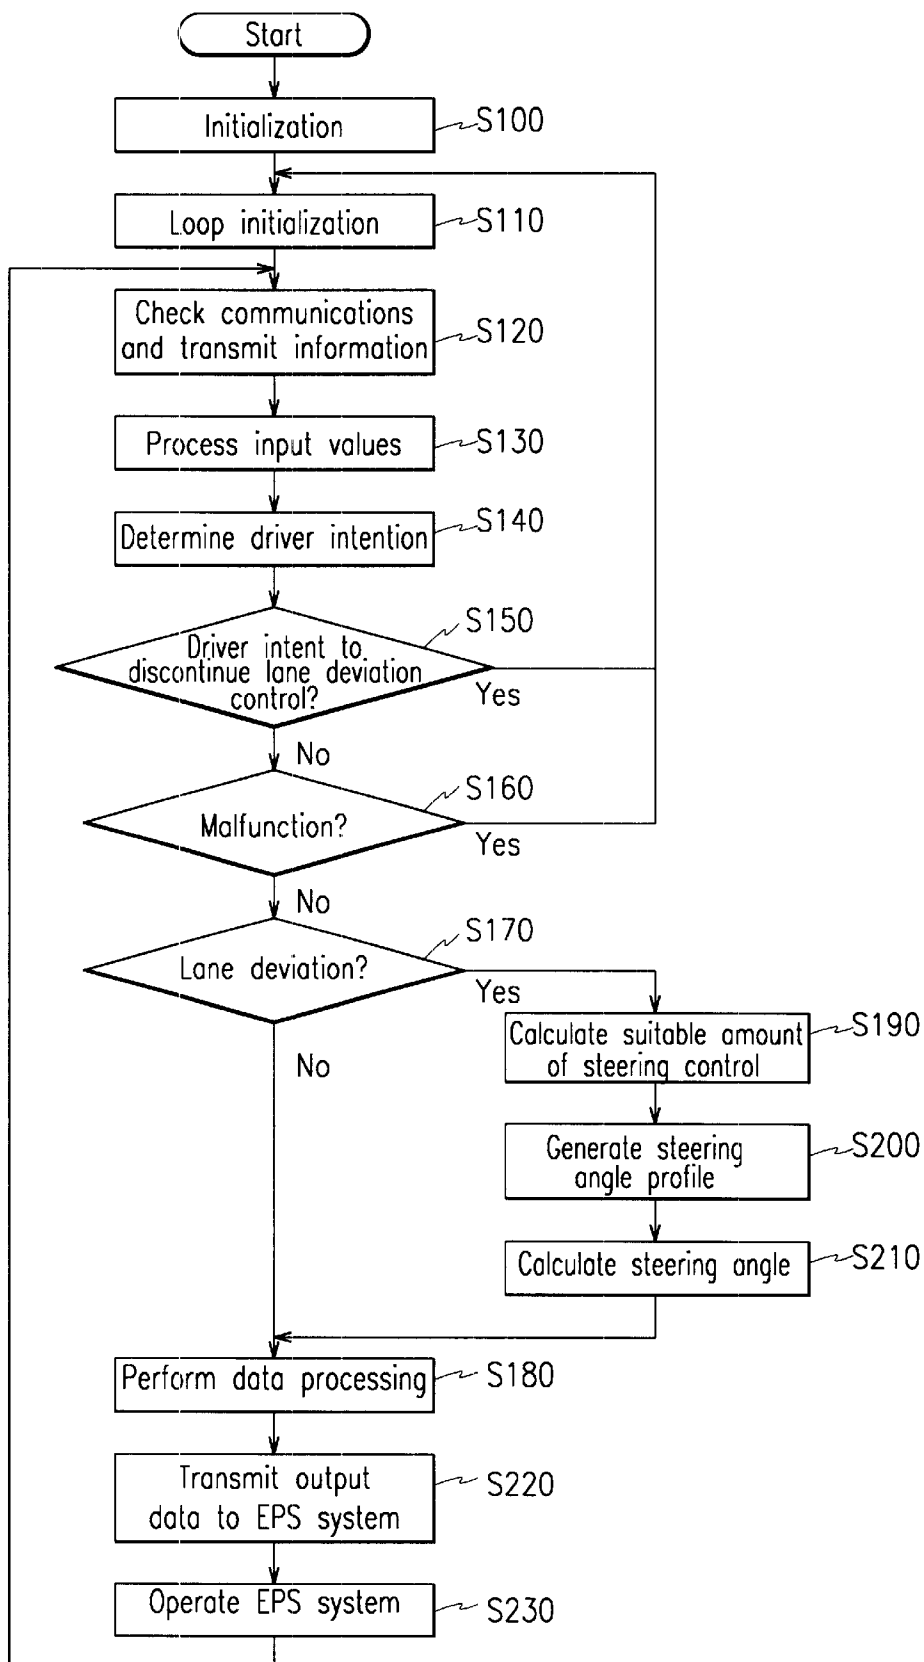 Start
Initialization
S100
Loop initialization
S110
Check communications
and transmit information
S120
Process input values
S130
Determine driver intention
S140
Driver intent to
discontinue lane deviation
control?
S150
Yes
No
Malfunction?
S160
Yes
No
Lane deviation?
S170
Yes
No
Calculate suitable amount
of steering control
S190
Generate steering
angle profile
S200
Calculate steering angle
S210
Perform data processing
S180
Transmit output
data to EPS system
S220
Operate EPS system
S230